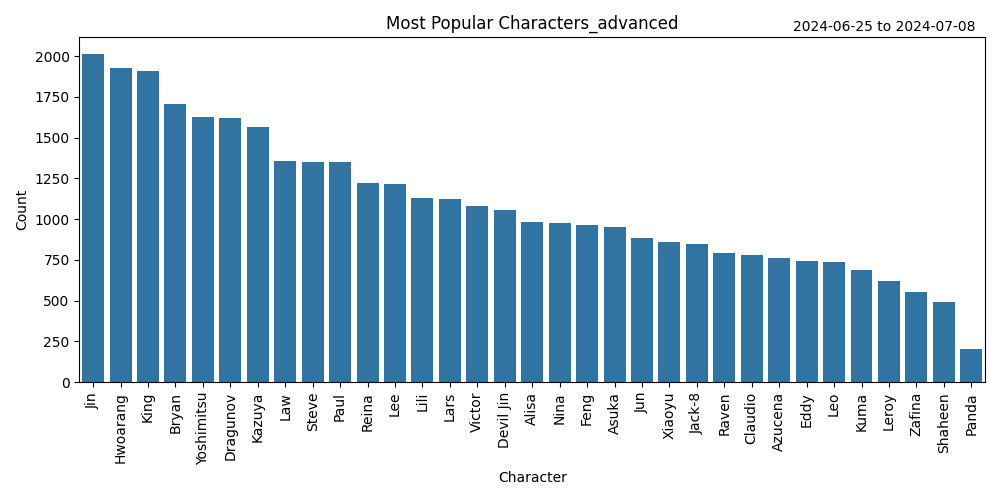 Most Popular Characters_advanced
2024-06-25 to 2024-07-08
Count
2000
1750
1500
1250
1000
750
500
250
0
Jin
Hwoarang
King
Bryan
Yoshimitsu
Dragunov
Kazuya
Law
Steve
Paul
Reina
Lee
Lili
Lars
Victor
Devil Jin
Alisa
Nina
Feng
Asuka
Jun
Xiaoyu
Jack-8
Raven
Claudio
Azucena
Eddy
Leo
Kuma
Leroy
Zafina
Shaheen
Panda
Character